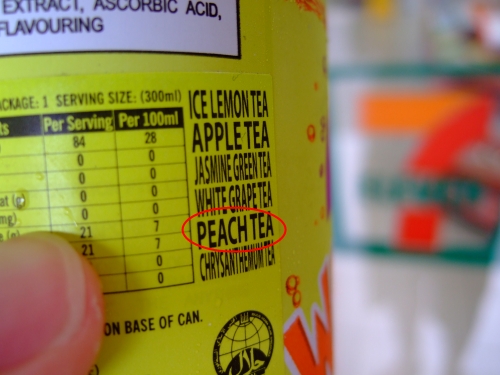 EXTRACT, ASCORBIC ACID,
FLAVOURING
PACKAGE: 1 SERVING SIZE: (300ml)
Per Serving Per 100ml
84 28
0 0
0 0
0 0
0 0
21 7
21 7
0
ICE LEMON TEA
APPLE TEA
JASMINE GREEN TEA
WHITE GRAPE TEA
PEACH TEA
CHRYSANTHEMUM TEA
ON BASE OF CAN.